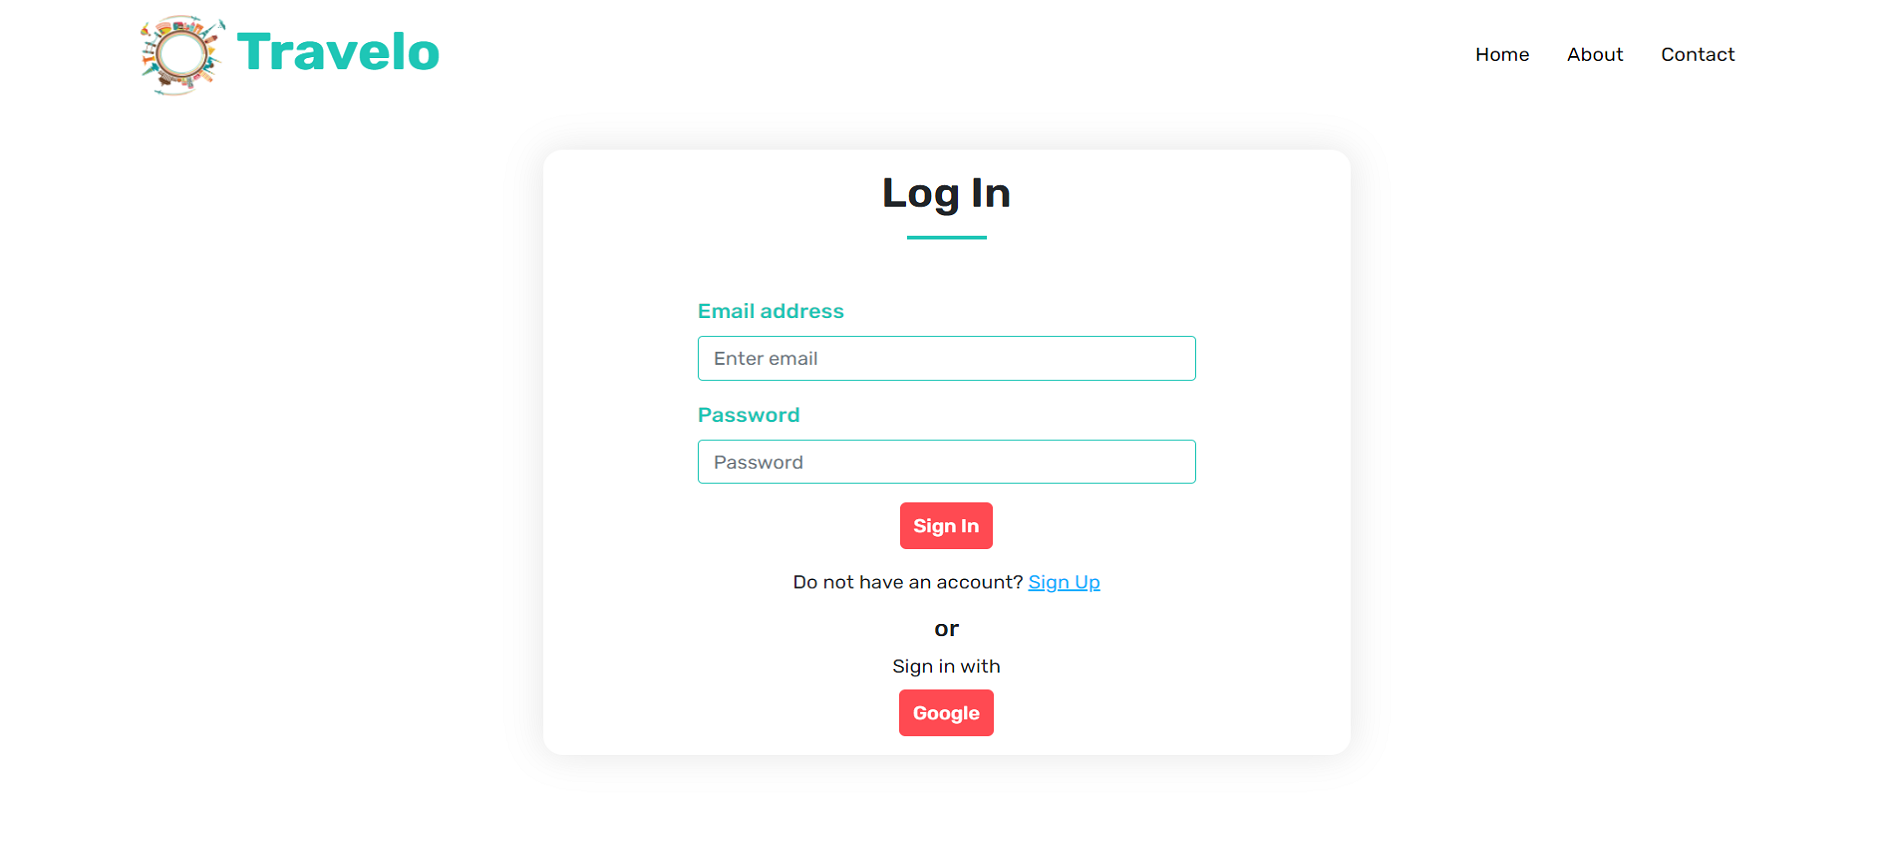 Travelo
Home About Contact
Log In
Email address
Enter email
Password
Password
Sign In
Do not have an account? Sign Up
or
Sign in with
Google